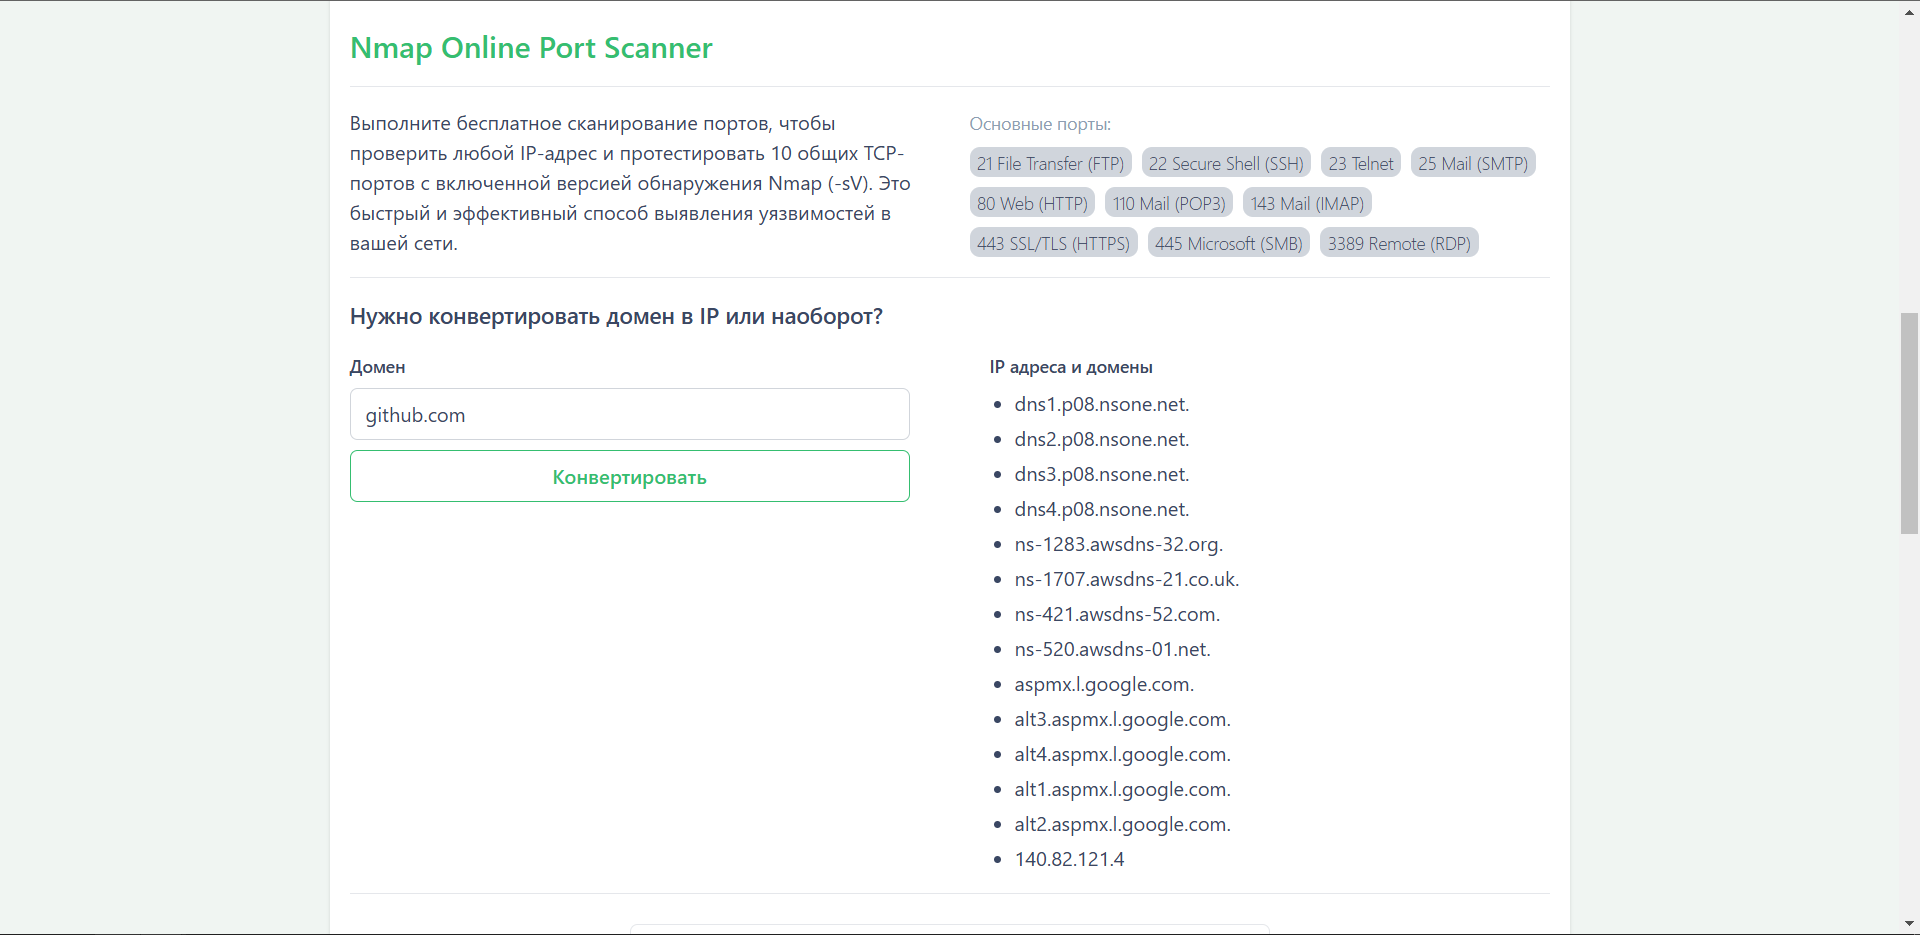 Nmap Online Port Scanner
Выполните бесплатное сканирование портов, чтобы
проверить любой IP-адрес и протестировать 10 общих TCP-
портов с включенной версией обнаружения Nmap (-sV). Это
быстрый и эффективный способ выявления уязвимостей в
вашей сети.
Основные порты:
21 File Transfer (FTP) 22 Secure Shell (SSH) 23 Telnet 25 Mail (SMTP)
80 Web (HTTP) 110 Mail (POP3) 143 Mail (IMAP)
443 SSL/TLS (HTTPS) 445 Microsoft (SMB) 3389 Remote (RDP)
Нужно конвертировать домен в IP или наоборот?
Домен
github.com
Конвертировать
IP адреса и домены
dns1.p08.nsone.net.
dns2.p08.nsone.net.
dns3.p08.nsone.net.
dns4.p08.nsone.net.
ns-1283.awsdns-32.org.
ns-1707.awsdns-21.co.uk.
ns-421.awsdns-52.com.
ns-520.awsdns-01.net.
aspmx.l.google.com.
alt3.aspmx.l.google.com.
alt4.aspmx.l.google.com.
alt1.aspmx.l.google.com.
alt2.aspmx.l.google.com.
140.82.121.4